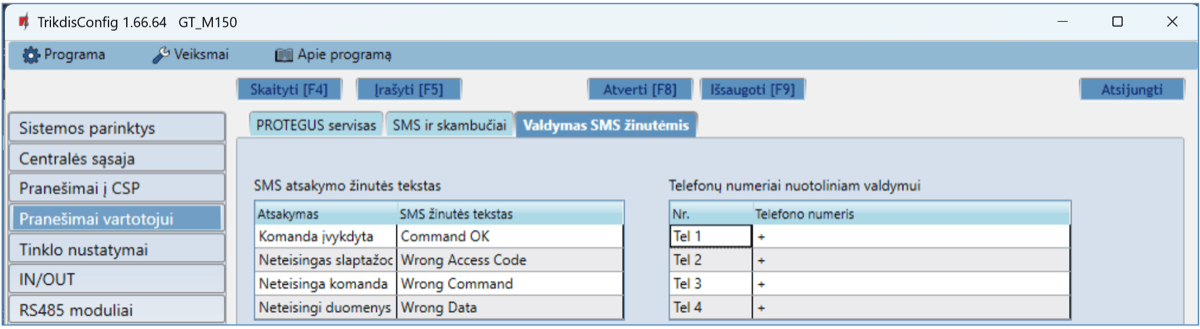 TrikdisConfig 1.66.64 GT_M150
Programa Veiksmai Apie programą
Skaityti [F4] Įrašyti [F5] Atverti [F8] Išsaugoti [F9] Atsijungti
Sistemos parinktys
Centralės sąsaja
Pranešimai į CSP
Pranešimai vartotojui
Tinklo nustatymai
IN/OUT
RS485 moduliai
PROTEGUS servisas SMS ir skambučiai Valdymas SMS žinutėmis
SMS atsakymo žinutės tekstas
Atsakymas SMS žinutės tekstas
Komanda įvykdyta Command OK
Neteisingas slaptažoc Wrong Access Code
Neteisinga komanda Wrong Command
Neteisingi duomenys Wrong Data
Telefonų numeriai nuotoliniam valdymui
Nr. Telefono numeris
Tel 1 +
Tel 2 +
Tel 3 +
Tel 4 +